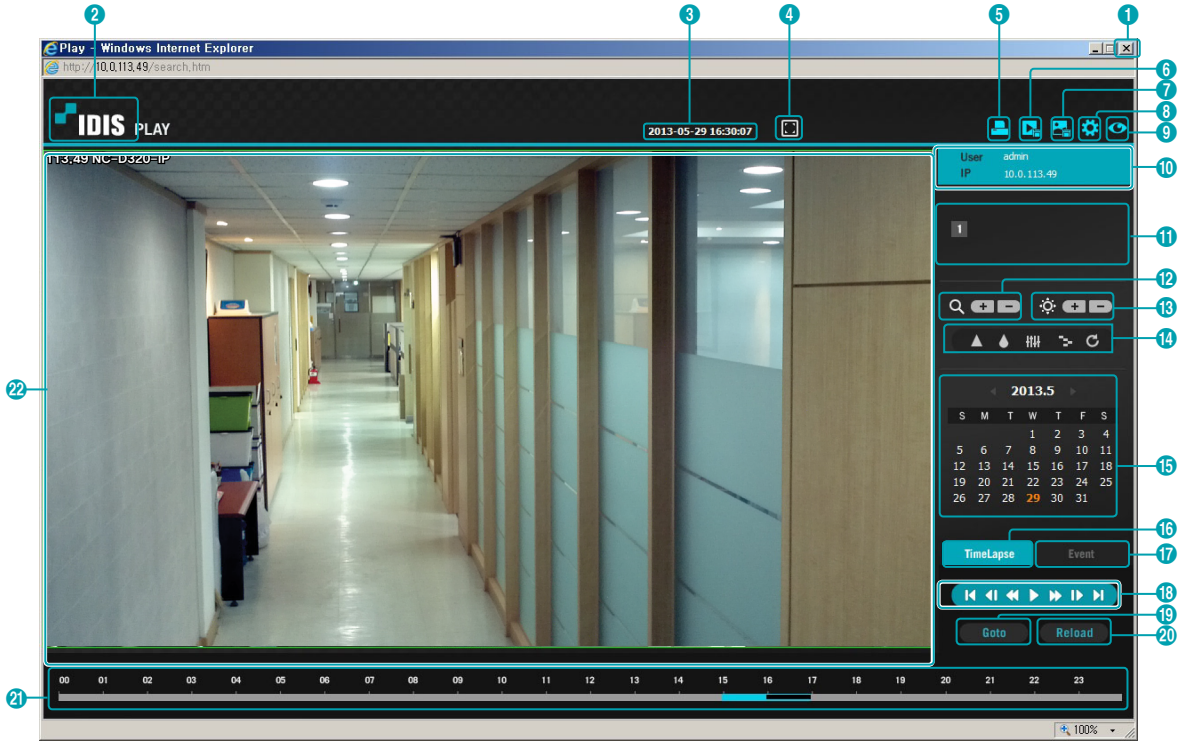 2 3 4 5 1
Play - Windows Internet Explorer
http://10.0.113.49/search.htm
6
7
8
9
IDIS PLAY
2013-05-29 16:30:07
113.49 NC-D320-IP
User admin
IP 10.0.113.49
10
1
11
12
13
14
22
2013.5
S M T W T F S
1 2 3 4
5 6 7 8 9 10 11
12 13 14 15 16 17 18
19 20 21 22 23 24 25
26 27 28 29 30 31
15
16
TimeLapse Event
17
18
19
Goto Reload
20
21
00 01 02 03 04 05 06 07 08 09 10 11 12 13 14 15 16 17 18 19 20 21 22 23
100%